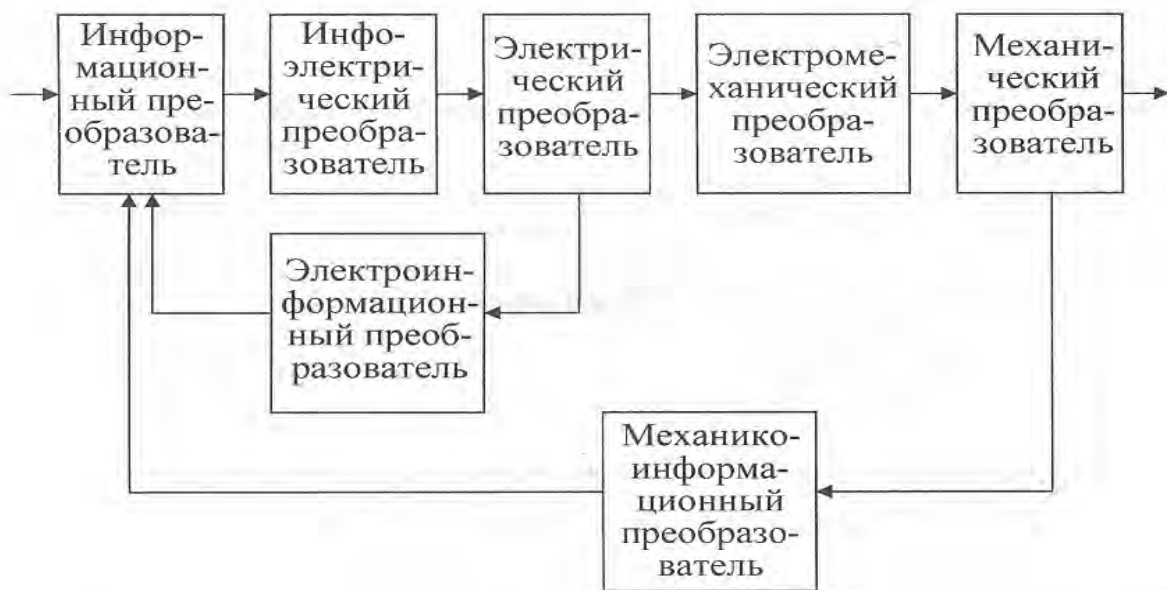 Инфор-
мацион-
ный пре-
образова-
тель
Инфо-
электри-
ческий
преобра-
зователь
Электри-
ческий
преобра-
зователь
Электроме-
ханический
преобра-
зователь
Механи-
ческий
преобра-
зователь
Электроин-
формацион-
ный преоб-
разователь
Механико-
информа-
ционный
преобразо-
ватель